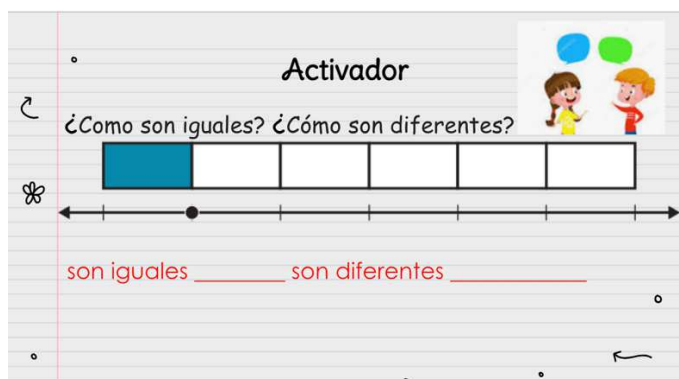 Activador
¿Como son iguales? ¿Cómo son diferentes?
son iguales ________ son diferentes ____________